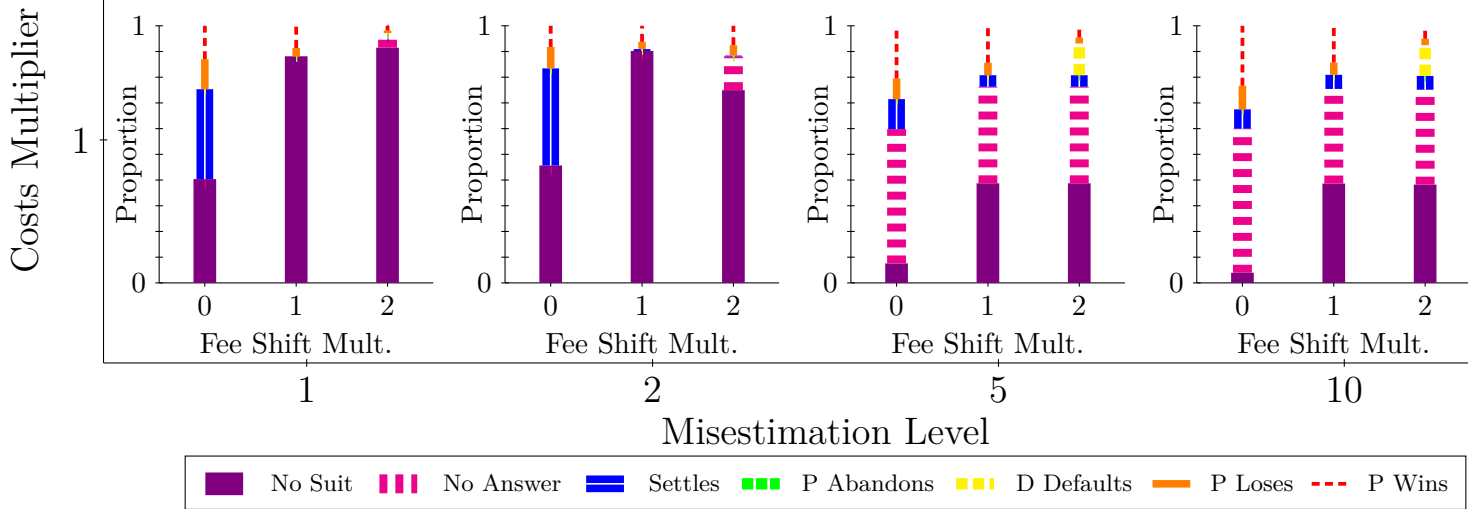 Costs Multiplier
1
Proportion
1
0
0 1 2
Fee Shift Mult.
Proportion
1
0
0 1 2
Fee Shift Mult.
Proportion
1
0
0 1 2
Fee Shift Mult.
Proportion
1
0
0 1 2
Fee Shift Mult.
1 2 5 10
Misestimation Level
No Suit No Answer Settles P Abandons D Defaults P Loses P Wins